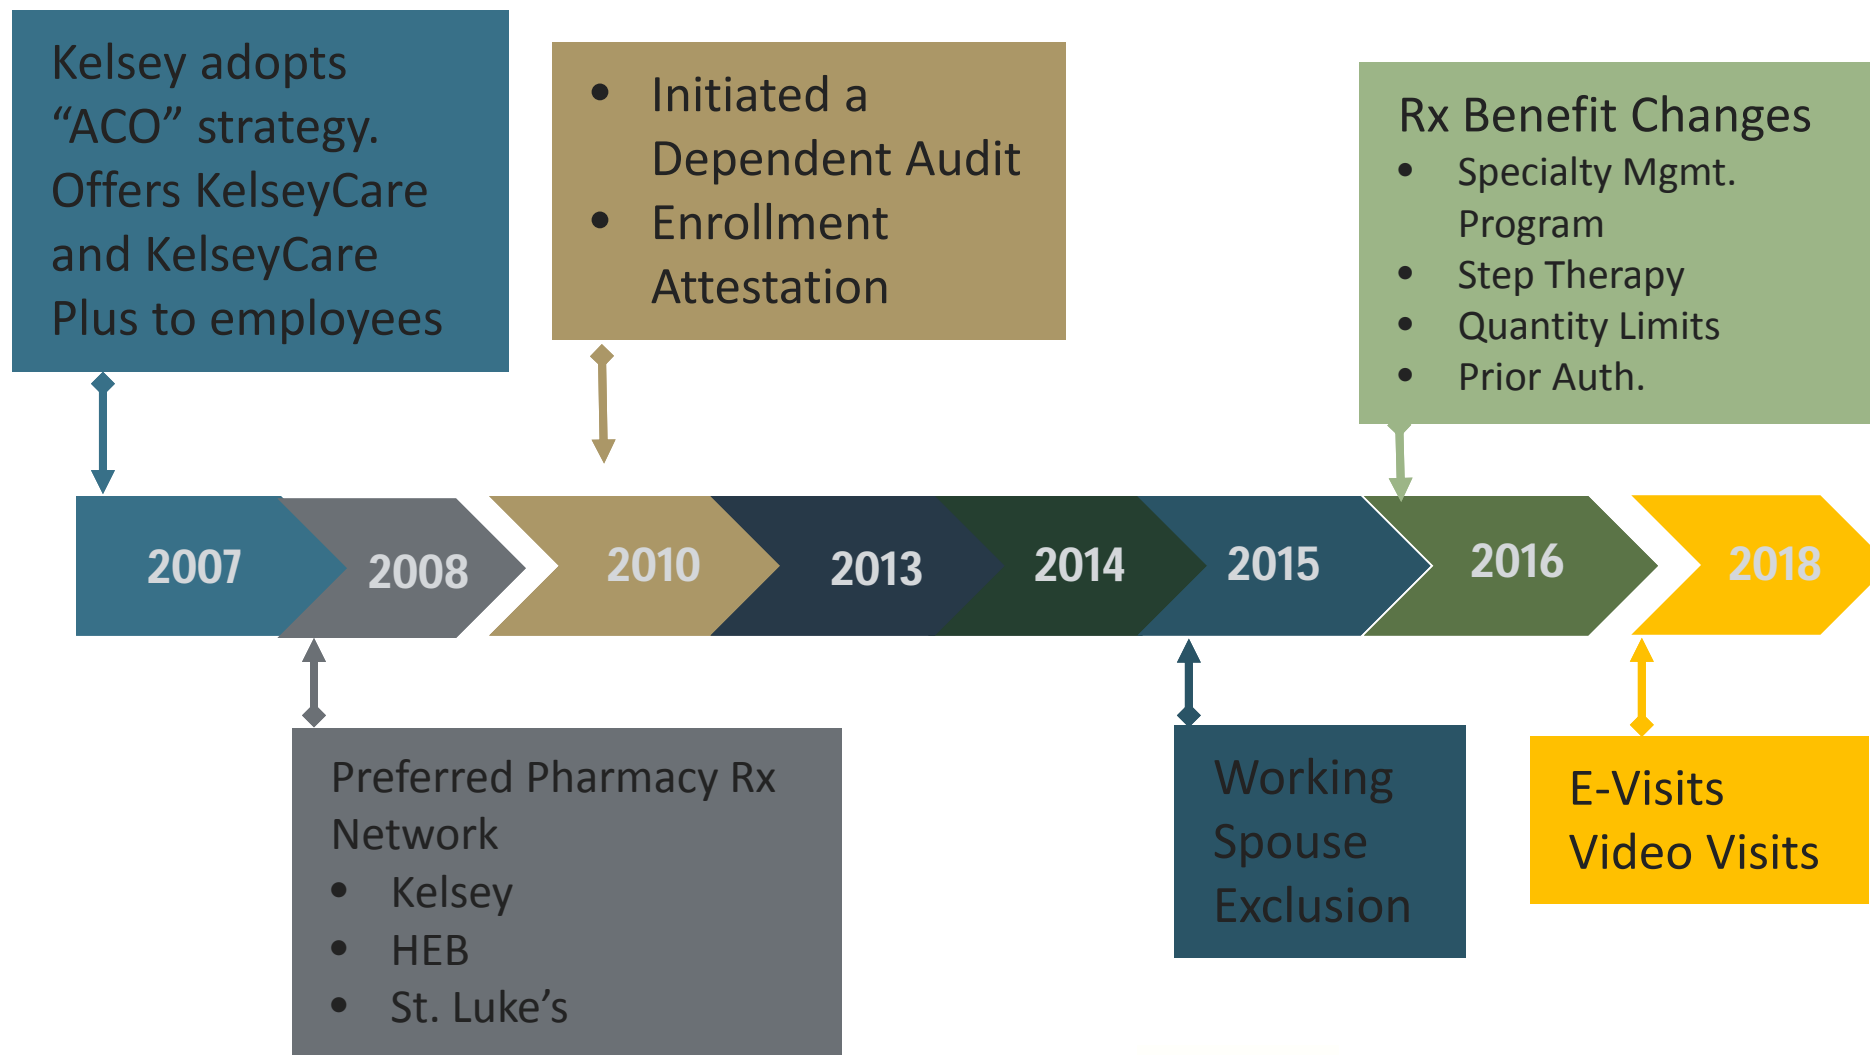 Kelsey adopts
“ACO” strategy.
Offers KelseyCare
and KelseyCare
Plus to employees
• Initiated a
Dependent Audit
• Enrollment
Attestation
Rx Benefit Changes
• Specialty Mgmt.
Program
• Step Therapy
• Quantity Limits
• Prior Auth.
2007
2008
2010
2013
2014
2015
2016
2018
Preferred Pharmacy Rx
Network
• Kelsey
• HEB
• St. Luke’s
Working
Spouse
Exclusion
E-Visits
Video Visits